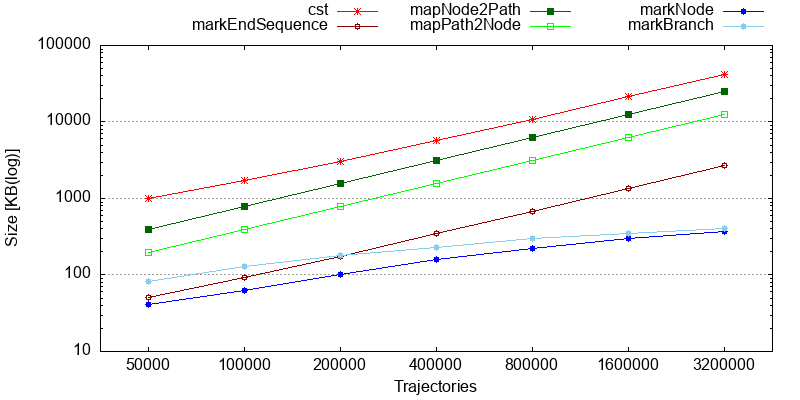 cst mapNode2Path markNode
markEndSequence mapPath2Node markBranch
100000
10000
1000
100
10
Size [KB(log)]
50000 100000 200000 400000 800000 1600000 3200000
Trajectories